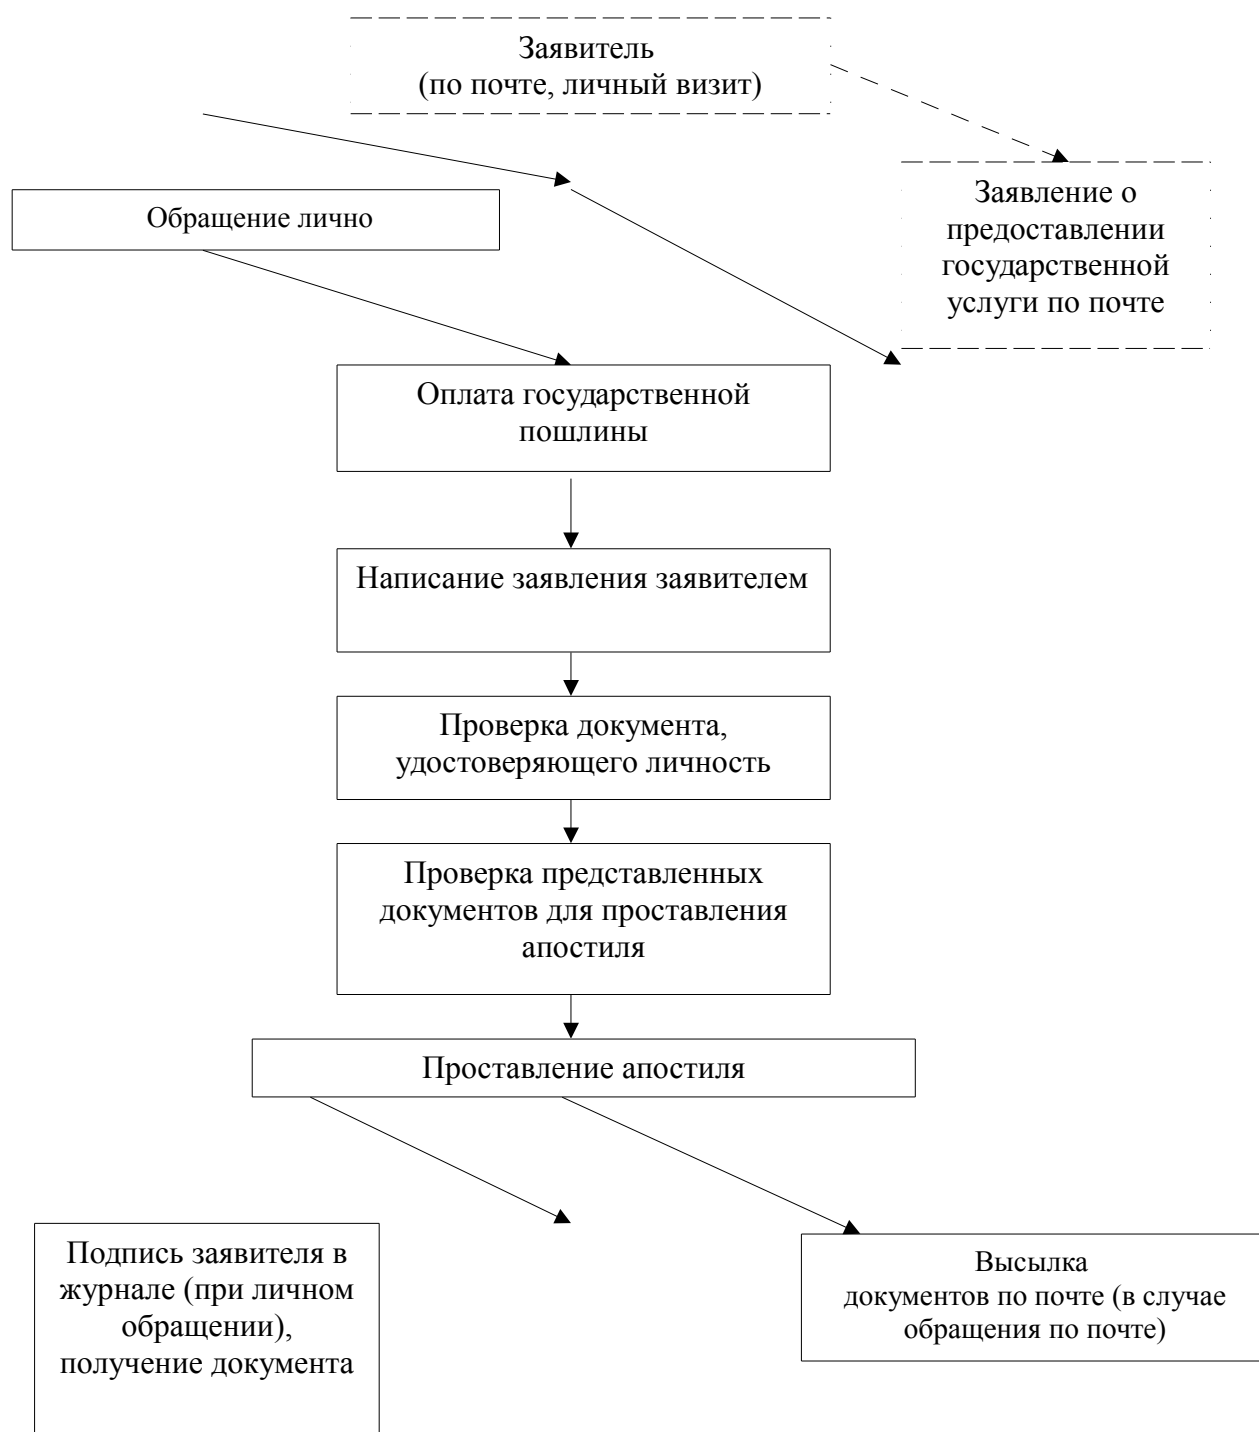 Заявитель
(по почте, личный визит)
Обращение лично
Заявление о
предоставлении
государственной
услуги по почте
Оплата государственной
пошлины
Написание заявления заявителем
Проверка документа,
удостоверяющего личность
Проверка представленных
документов для проставления
апостиля
Проставление апостиля
Подпись заявителя в
журнале (при личном
обращении),
получение документа
Высылка
документов по почте (в случае
обращения по почте)